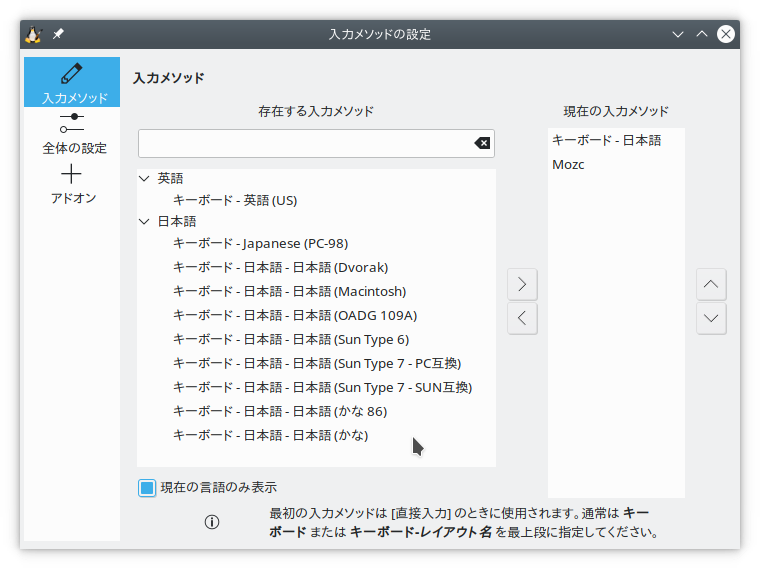 入力メソッドの設定
入力メソッド
全体の設定
アドオン
入力メソッド
存在する入力メソッド
英語
キーボード - 英語 (US)
日本語
キーボード - Japanese (PC-98)
キーボード - 日本語 - 日本語 (Dvorak)
キーボード - 日本語 - 日本語 (Macintosh)
キーボード - 日本語 - 日本語 (OADG 109A)
キーボード - 日本語 - 日本語 (Sun Type 6)
キーボード - 日本語 - 日本語 (Sun Type 7 - PC互換)
キーボード - 日本語 - 日本語 (Sun Type 7 - SUN互換)
キーボード - 日本語 - 日本語 (かな 86)
キーボード - 日本語 - 日本語 (かな)
現在の言語のみ表示
現在の入力メソッド
キーボード - 日本語
Mozc
最初の入力メソッドは [直接入力] のときに使用されます。通常は キー
ボード または キーボード-レイアウト名 を最上段に指定してください。